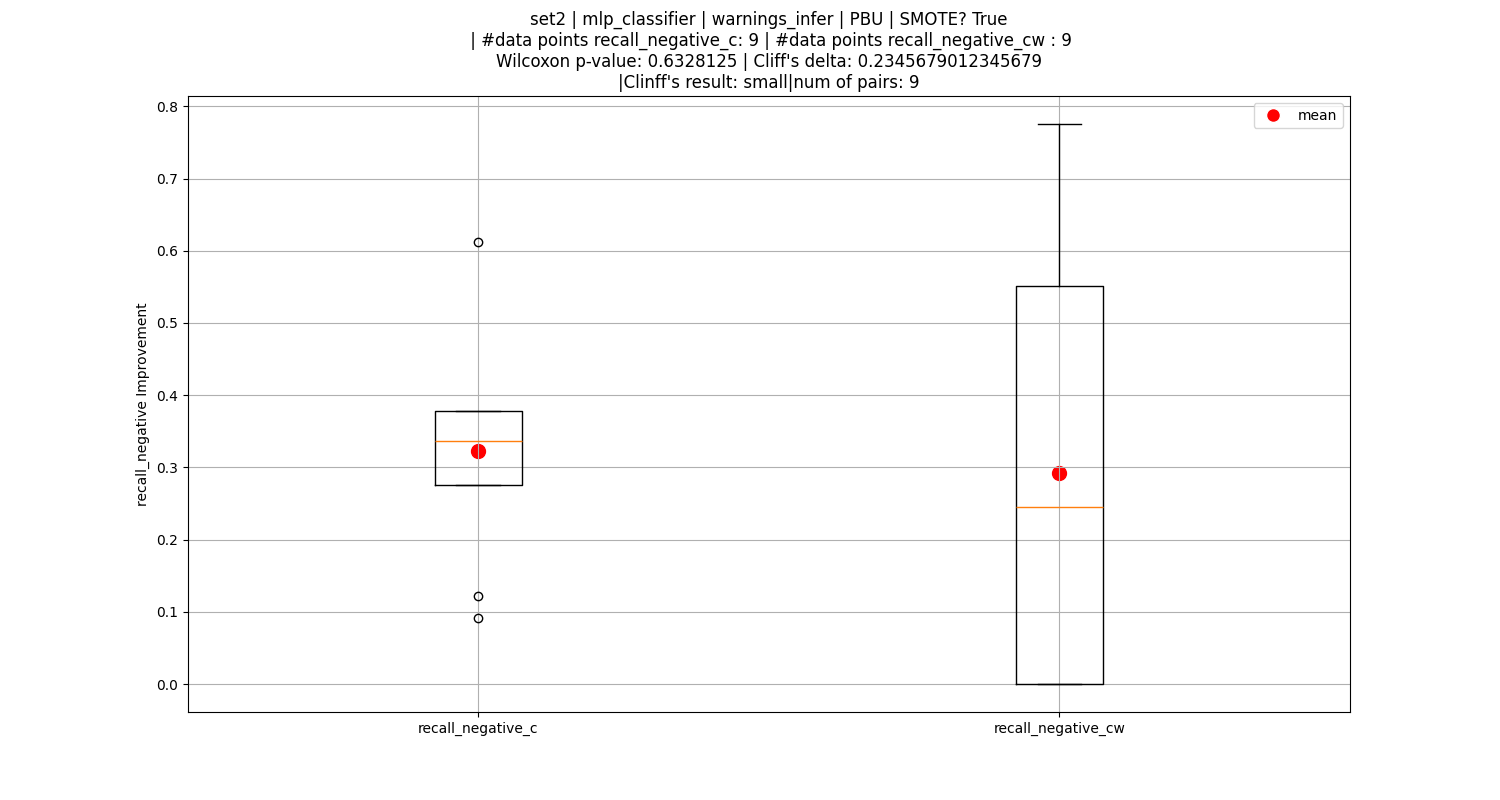 set2 | mlp_classifier | warnings_infer | PBU | SMOTE? True
| #data points recall_negative_c: 9 | #data points recall_negative_cw : 9
Wilcoxon p-value: 0.6328125 | Cliff's delta: 0.2345679012345679
|Clinff's result: small|num of pairs: 9
mean
0.8
0.7
0.6
0.5
0.4
0.3
0.2
0.1
0.0
recall_negative Improvement
recall_negative_c
recall_negative_cw